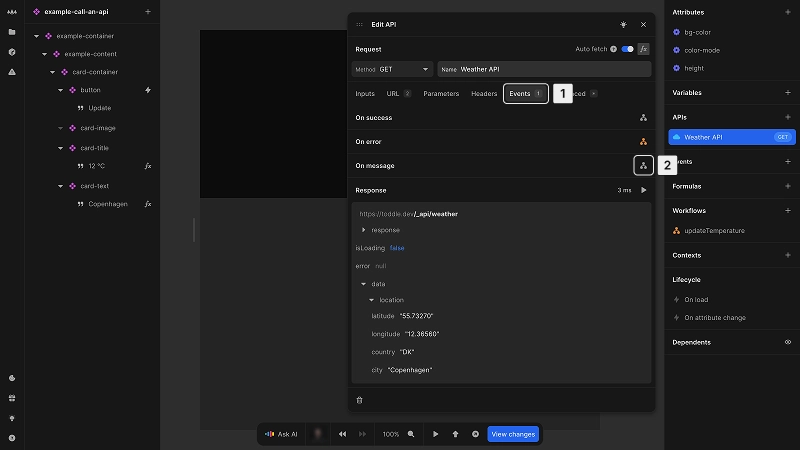 example-call-an-api
example-container
example-content
card-container
button
Update
card-image
card-title
12 °C
fx
card-text
Copenhagen
fx
Edit API
Request
Auto fetch
fx
Method GET
Name Weather API
Inputs
URL 2
Parameters
Headers
Events 1
1
On success
On error
On message
2
Response
3 ms
https://toddle.dev/_api/weather
response
isLoading false
error null
data
location
latitude "55.73270"
longitude "12.36560"
country "DK"
city "Copenhagen"
Ask AI
100%
View changes
Attributes
bg-color
color-mode
height
Variables
APIs
Weather API
GET
Formulas
Workflows
updateTemperature
Contexts
Lifecycle
On load
On attribute change
Dependents